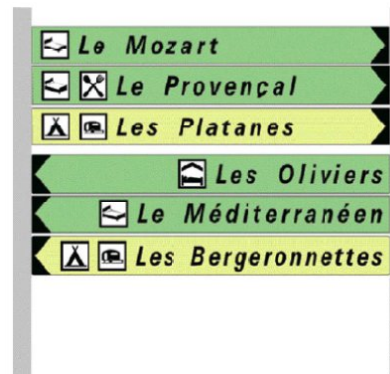 Le Mozart
Le Provençal
Les Platanes
Les Oliviers
Le Méditerranéen
Les Bergeronnettes